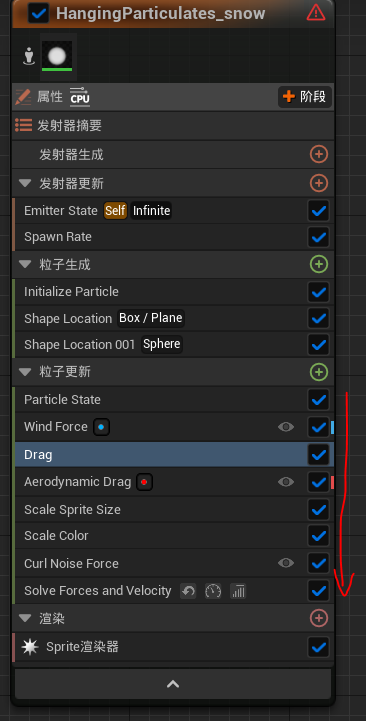 HangingParticulates_snow
属性 CPU 阶段
发射器摘要
发射器生成
发射器更新
Emitter State Self Infinite
Spawn Rate
粒子生成
Initialize Particle
Shape Location Box / Plane
Shape Location 001 Sphere
粒子更新
Particle State
Wind Force
Drag
Aerodynamic Drag
Scale Sprite Size
Scale Color
Curl Noise Force
Solve Forces and Velocity
渲染
Sprite渲染器